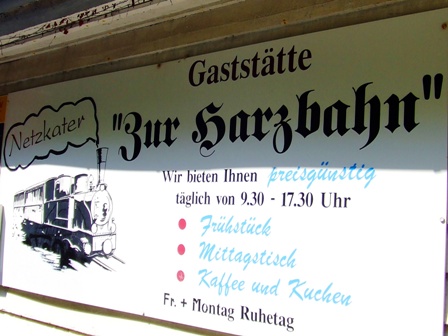 Gaststätte
Netzkater
"Zur Harzbahn"
Wir bieten Ihnen preisgünstig
täglich von 9.30 - 17.30 Uhr
Frühstück
Mittagstisch
Kaffee und Kuchen
Fr. + Montag Ruhetag